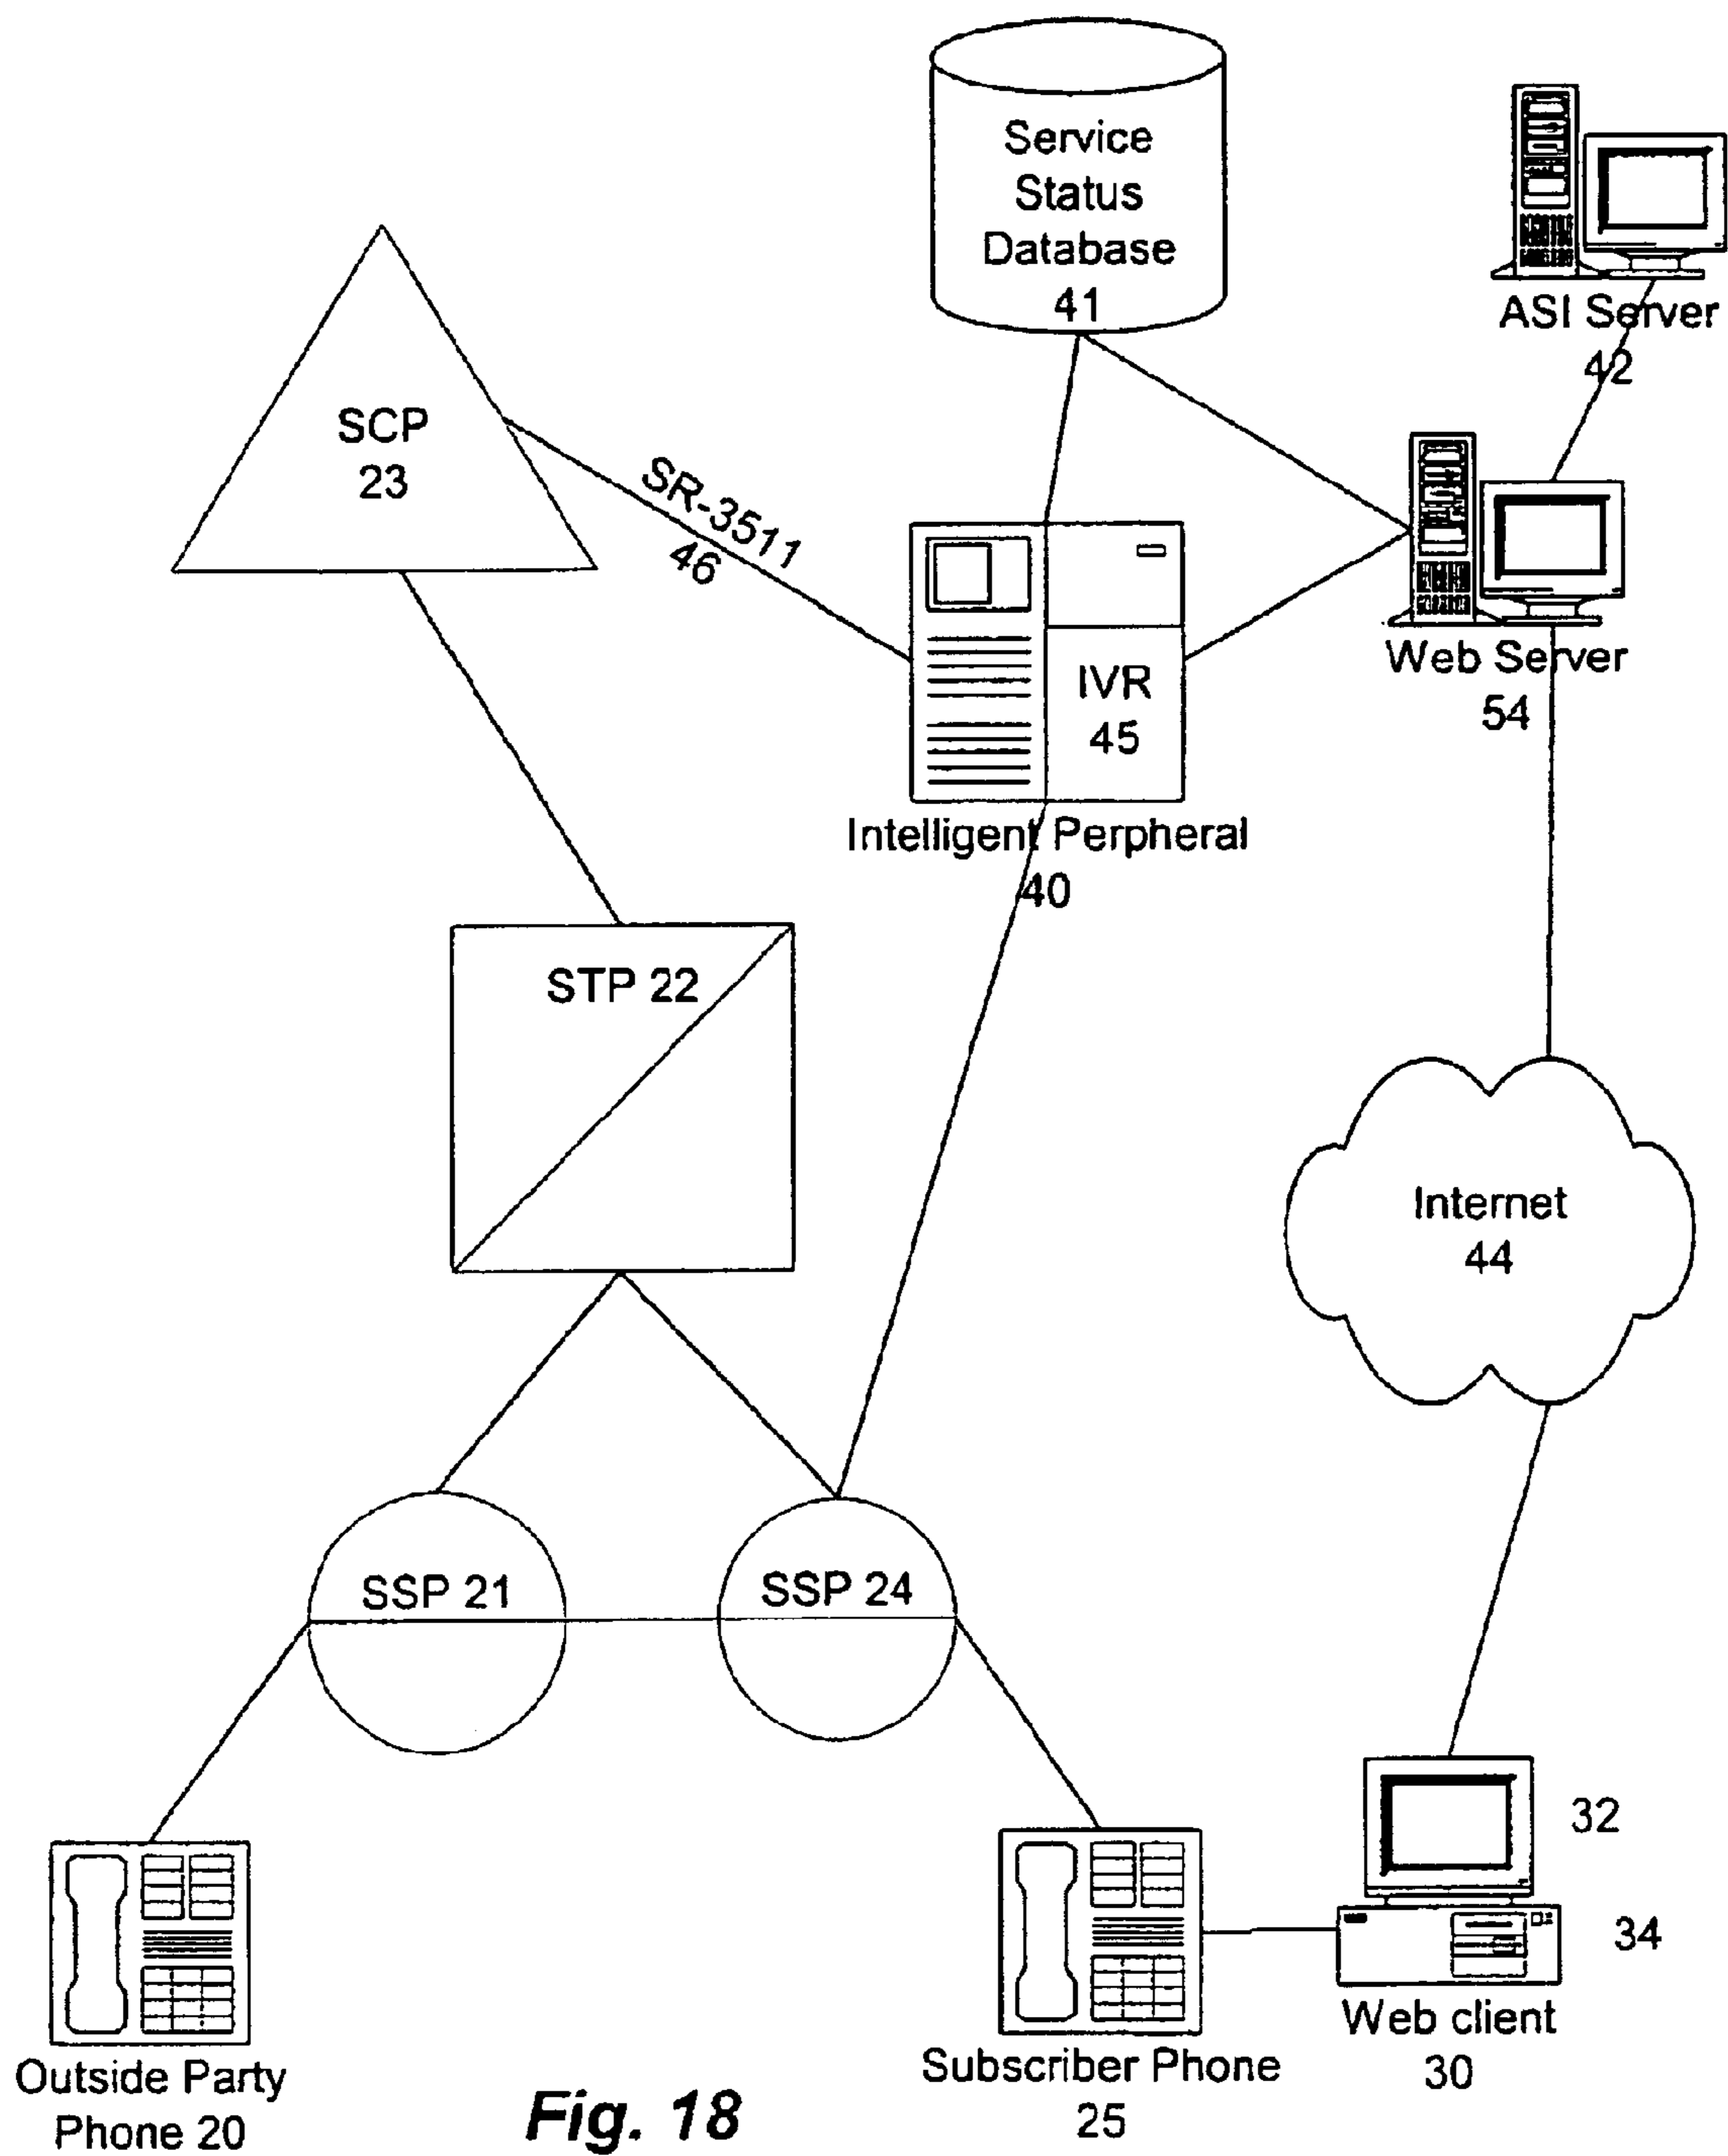 Service
Status
Database
41
ASI Server
42
SCP
23
SR-3511
46
IVR
45
Web Server
54
Intelligent Perpheral
40
STP 22
Internet
44
SSP 21
SSP 24
32
34
Web client
30
Subscriber Phone
25
Outside Party
Phone 20
Fig. 18